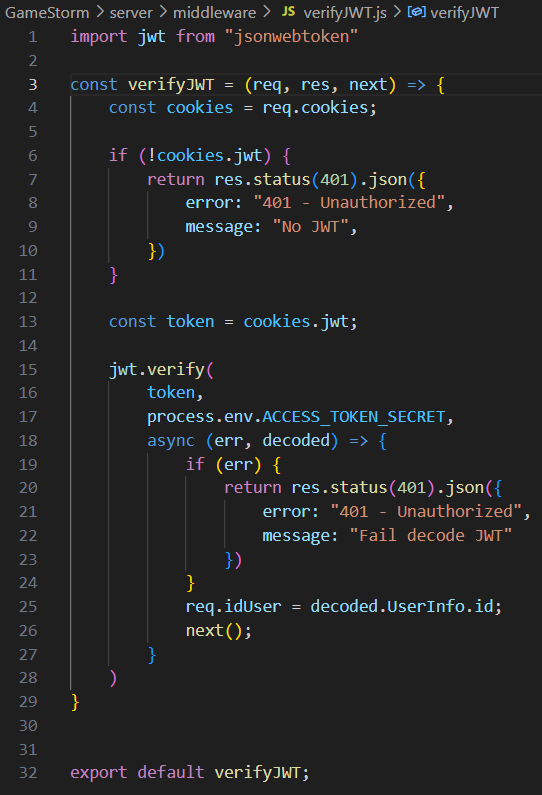 GameStorm > server > middleware > JS verifyJWT.js > verifyJWT
1 import jwt from "jsonwebtoken"
2
3 const verifyJWT = (req, res, next) => {
4     const cookies = req.cookies;
5
6     if (!cookies.jwt) {
7         return res.status(401).json({
8             error: "401 - Unauthorized",
9             message: "No JWT",
10         })
11     }
12
13     const token = cookies.jwt;
14
15     jwt.verify(
16         token,
17         process.env.ACCESS_TOKEN_SECRET,
18         async (err, decoded) => {
19             if (err) {
20                 return res.status(401).json({
21                     error: "401 - Unauthorized",
22                     message: "Fail decode JWT"
23                 })
24             }
25             req.idUser = decoded.UserInfo.id;
26             next();
27         }
28     )
29 }
30
31
32 export default verifyJWT;